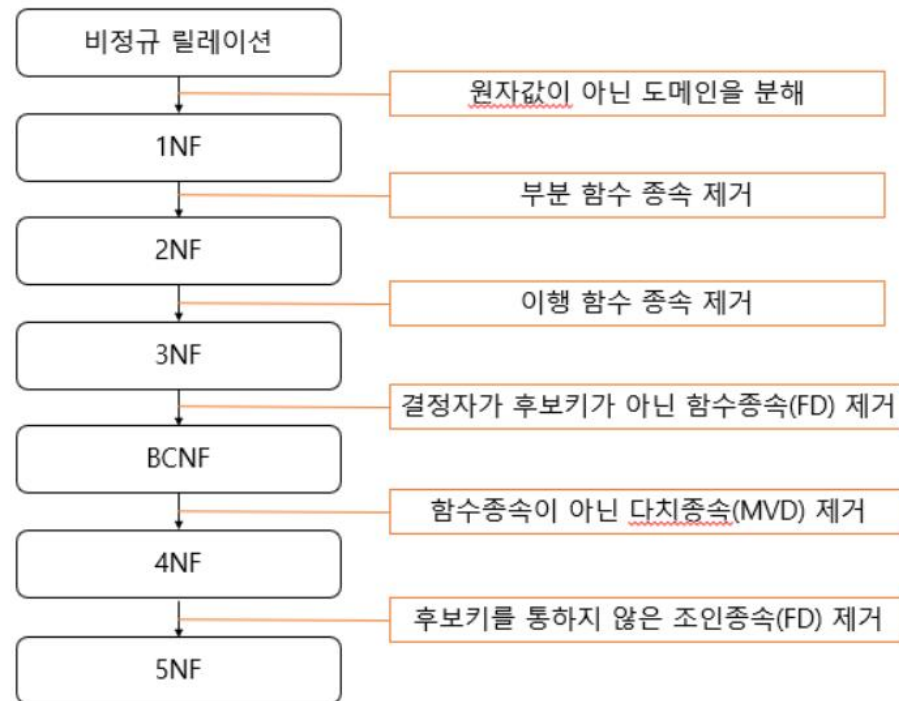 비정규 릴레이션
원자값이 아닌 도메인을 분해
1NF
부분 함수 종속 제거
2NF
이행 함수 종속 제거
3NF
결정자가 후보키가 아닌 함수종속(FD) 제거
BCNF
함수종속이 아닌 다치종속(MVD) 제거
4NF
후보키를 통하지 않은 조인종속(FD) 제거
5NF